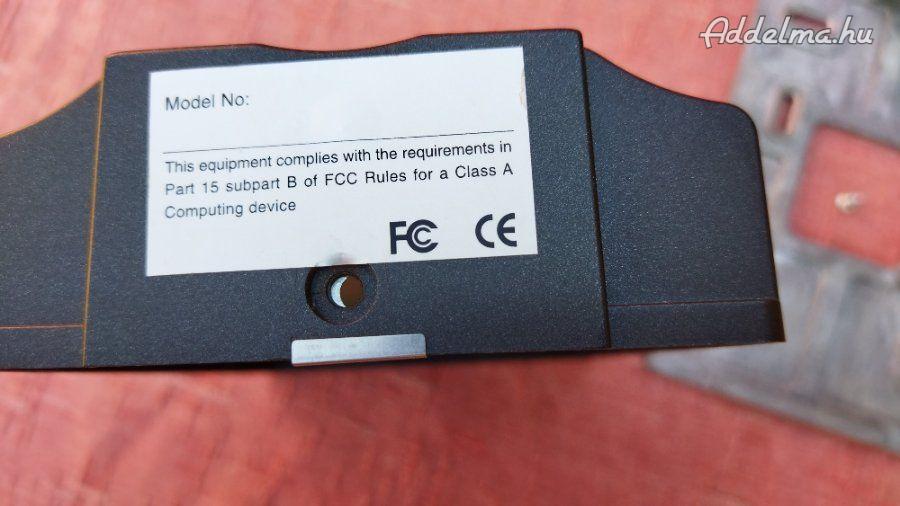 Addelma.hu
Model No:
This equipment complies with the requirements in
Part 15 subpart B of FCC Rules for a Class A
Computing device
FC CE